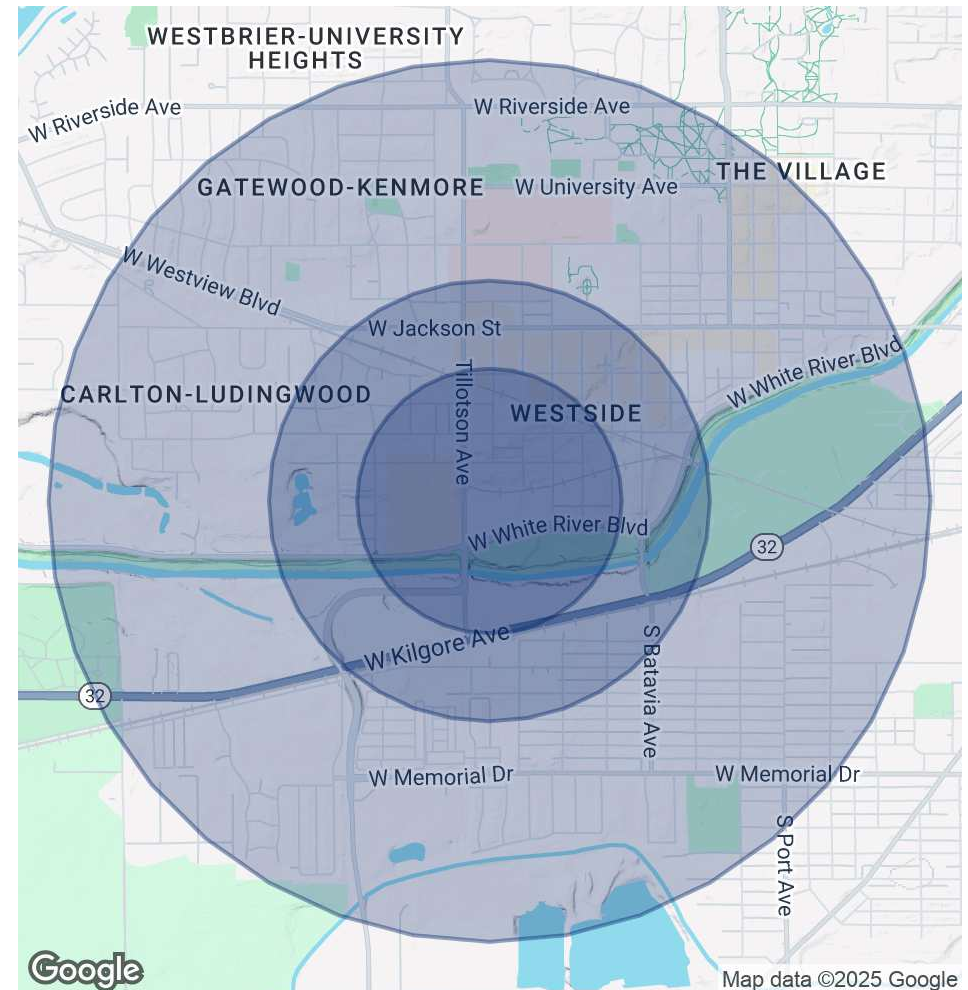 WESTBRIER-UNIVERSITY
HEIGHTS
W Riverside Ave
W Riverside Ave
THE VILLAGE
GATEWOOD-KENMORE
W University Ave
W Westview Blvd
W Jackson St
W White River Blvd
CARLTON-LUDINGWOOD
Tillotson Ave
WESTSIDE
W White River Blvd
32
W Kilgore Ave
S Batavia Ave
32
W Memorial Dr
W Memorial Dr
S Port Ave
Google
Map data ©2025 Google